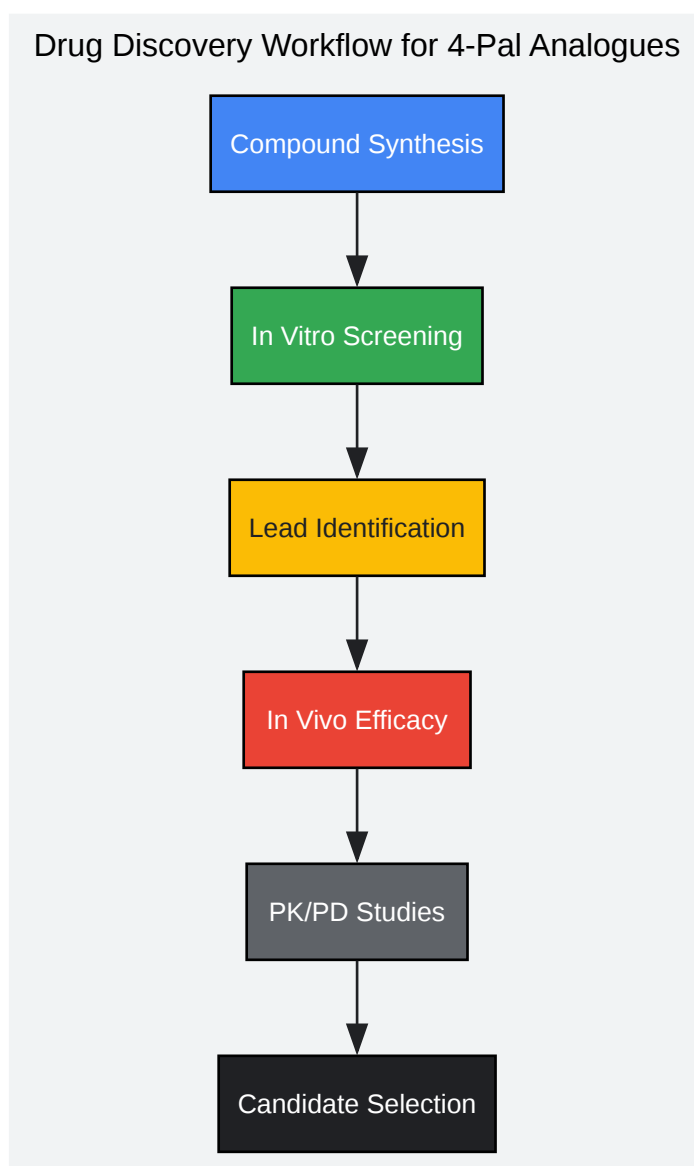 Drug Discovery Workflow for 4-Pal Analogues
Compound Synthesis
In Vitro Screening
Lead Identification
In Vivo Efficacy
PK/PD Studies
Candidate Selection